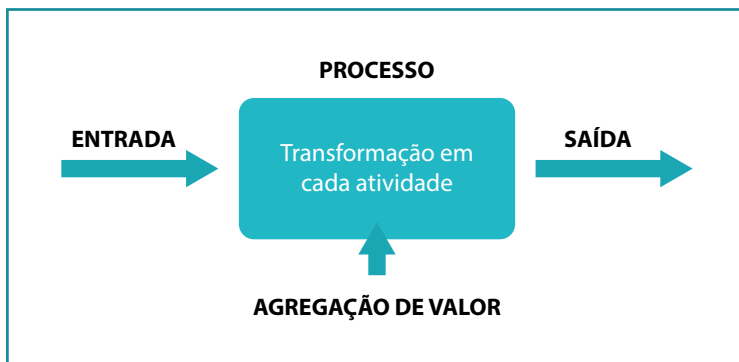 PROCESSO
ENTRADA
Transformação em
cada atividade
SAÍDA
AGREGAÇÃO DE VALOR